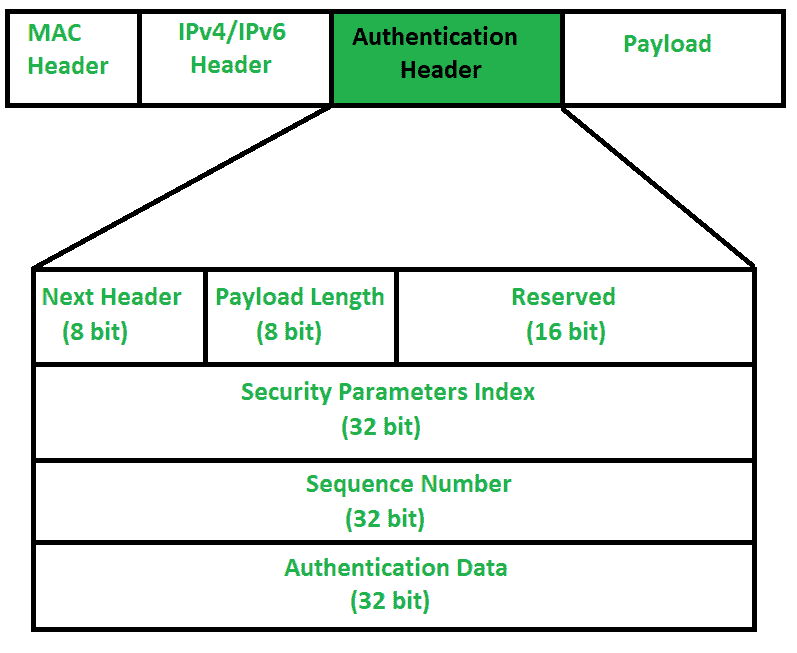 MAC
Header
IPv4/IPv6
Header
Authentication
Header
Payload
Next Header
(8 bit)
Payload Length
(8 bit)
Reserved
(16 bit)
Security Parameters Index
(32 bit)
Sequence Number
(32 bit)
Authentication Data
(32 bit)